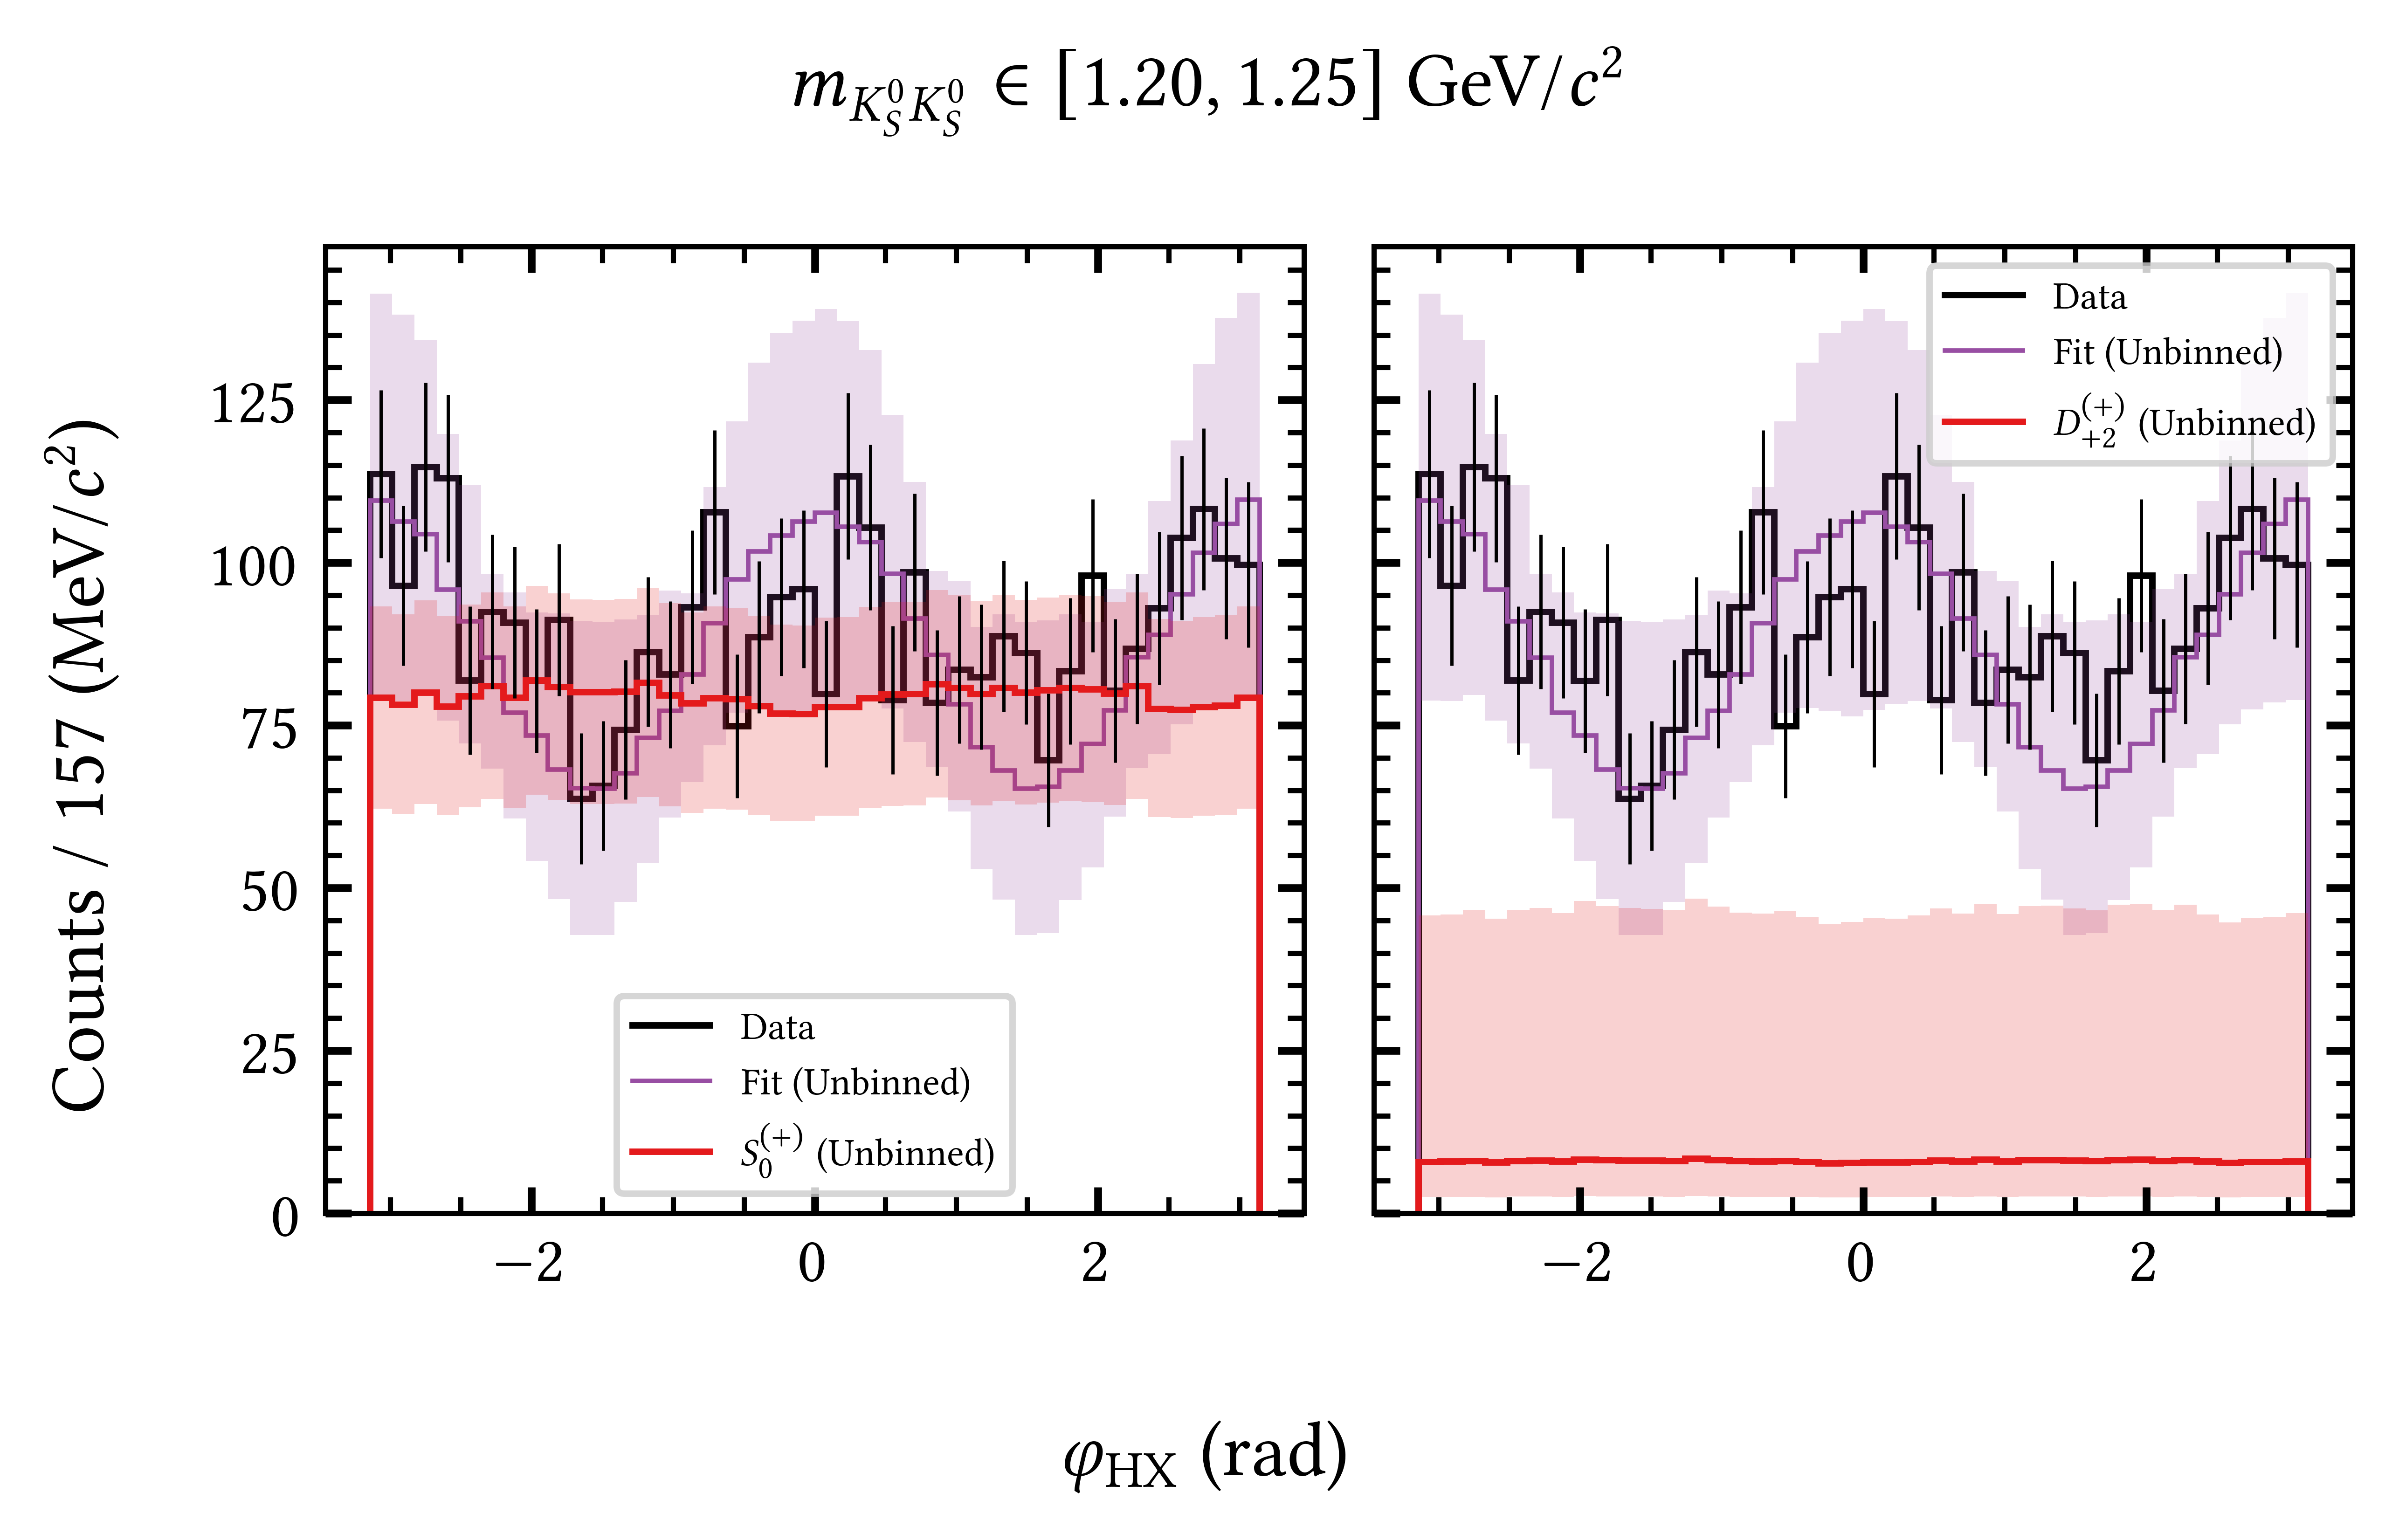 m_{K_S^0 K_S^0} ∈ [1.20, 1.25] GeV/c²
Counts / 157 (MeV/c²)
125
100
75
50
25
0
Data
Fit (Unbinned)
S_0^{(+)} (Unbinned)
−2
0
2
Data
Fit (Unbinned)
D_{+2}^{(+)} (Unbinned)
−2
0
2
φ_HX (rad)